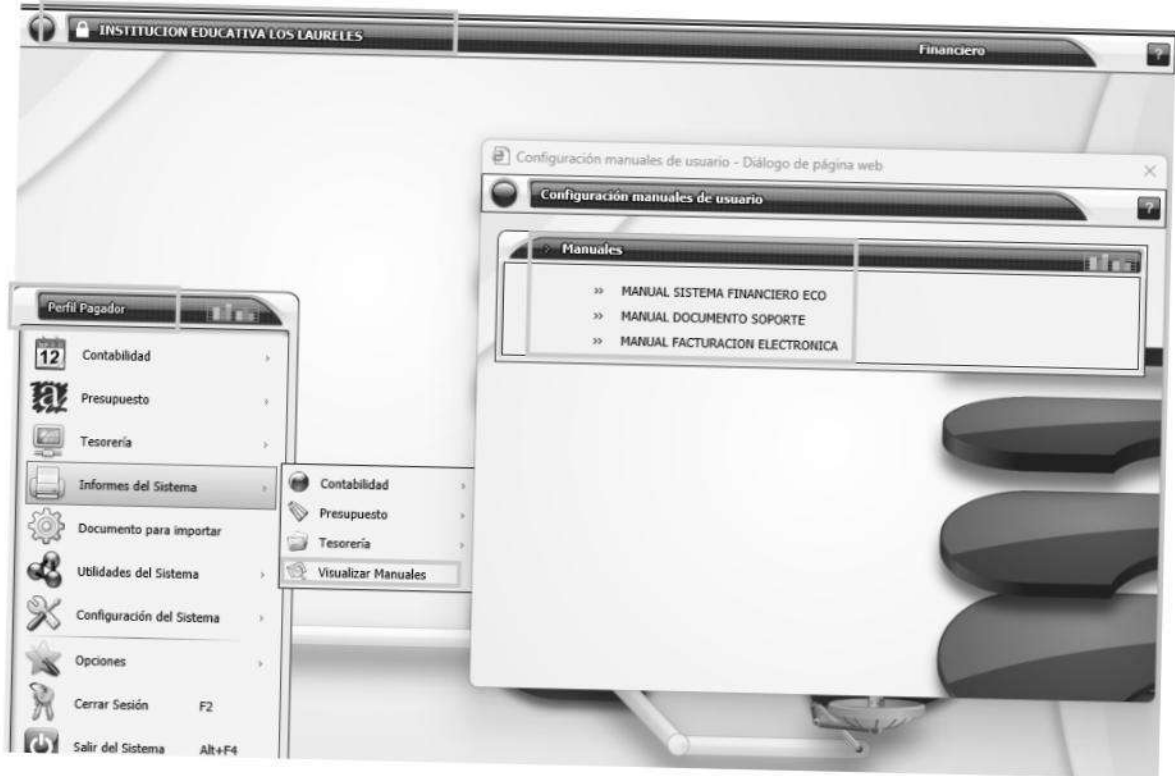 INSTITUCION EDUCATIVA LOS LAURELES
Financiero
?
Configuración manuales de usuario - Diálogo de página web
Configuración manuales de usuario
?
Manuales
MANUAL SISTEMA FINANCIERO ECO
MANUAL DOCUMENTO SOPORTE
MANUAL FACTURACION ELECTRONICA
Perfil Pagador
12
Contabilidad
Presupuesto
Tesorería
Informes del Sistema
Documento para importar
Utilidades del Sistema
Configuración del Sistema
Opciones
Cerrar Sesión F2
Salir del Sistema Alt+F4
Contabilidad
Presupuesto
Tesorería
Visualizar Manuales